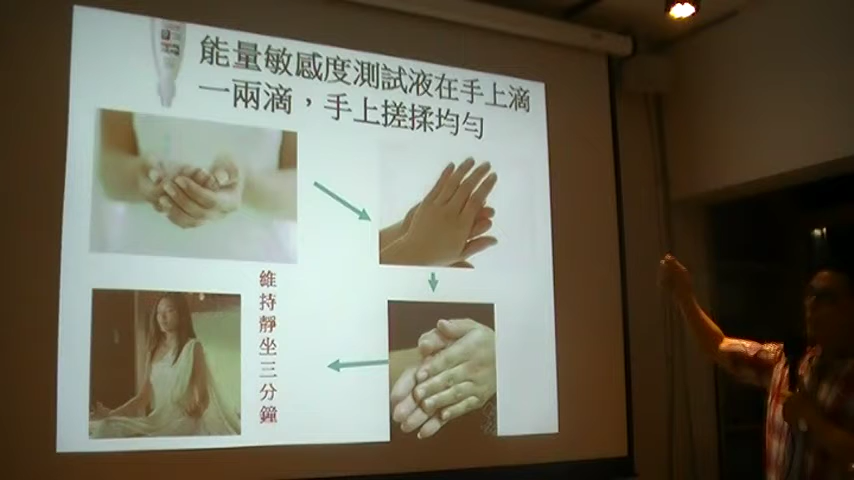 能量敏感度測試液在手上滴
一兩滴，手上搓揉均勻
維持靜坐三分鐘